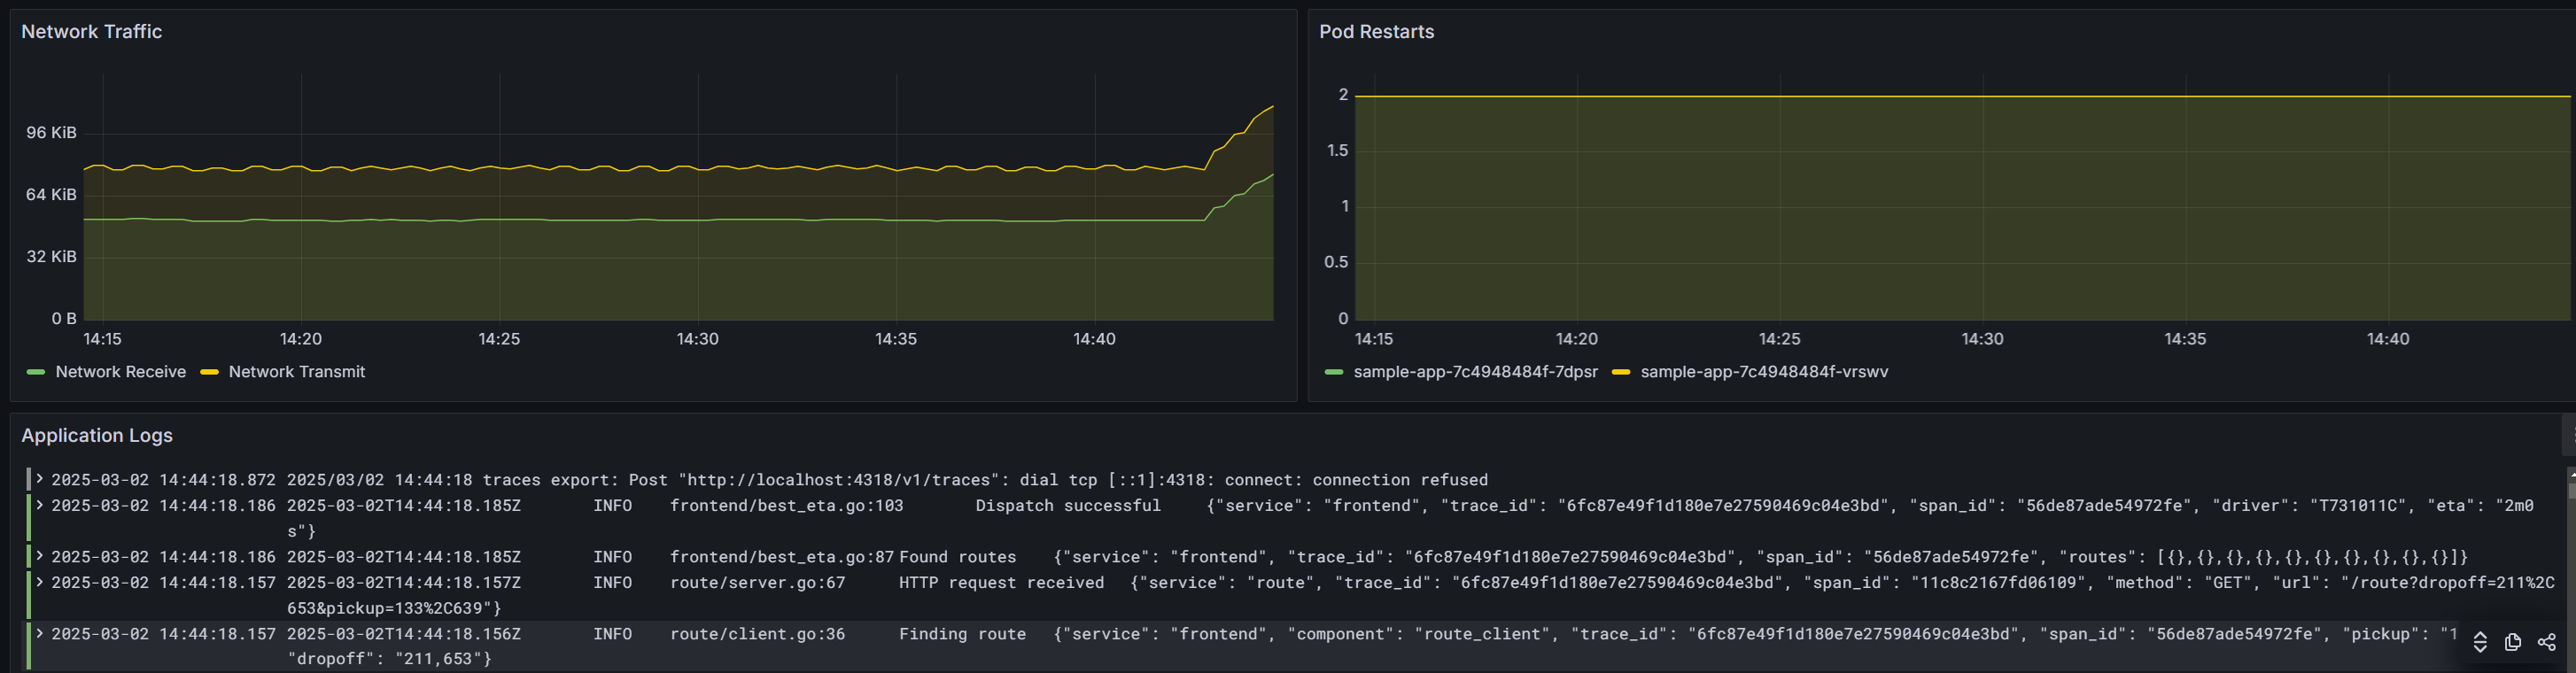 Network Traffic
96 KiB
64 KiB
32 KiB
0 B
14:15 14:20 14:25 14:30 14:35 14:40
Network Receive Network Transmit
Pod Restarts
2
1.5
1
0.5
0
14:15 14:20 14:25 14:30 14:35 14:40
sample-app-7c4948484f-7dpsr sample-app-7c4948484f-vrswv
Application Logs
2025-03-02 14:44:18.872 2025/03/02 14:44:18 traces export: Post "http://localhost:4318/v1/traces": dial tcp [::1]:4318: connect: connection refused
2025-03-02 14:44:18.186 2025-03-02T14:44:18.185Z INFO frontend/best_eta.go:103 Dispatch successful {"service": "frontend", "trace_id": "6fc87e49f1d180e7e27590469c04e3bd", "span_id": "56de87ade54972fe", "driver": "T731011C", "eta": "2m0
s"}
2025-03-02 14:44:18.186 2025-03-02T14:44:18.185Z INFO frontend/best_eta.go:87 Found routes {"service": "frontend", "trace_id": "6fc87e49f1d180e7e27590469c04e3bd", "span_id": "56de87ade54972fe", "routes": [{},{},{},{},{},{},{},{},{},{}]}
2025-03-02 14:44:18.157 2025-03-02T14:44:18.157Z INFO route/server.go:67 HTTP request received {"service": "route", "trace_id": "6fc87e49f1d180e7e27590469c04e3bd", "span_id": "11c8c2167fd06109", "method": "GET", "url": "/route?dropoff=211%2C
653&pickup=133%2C639"}
2025-03-02 14:44:18.157 2025-03-02T14:44:18.156Z INFO route/client.go:36 Finding route {"service": "frontend", "component": "route_client", "trace_id": "6fc87e49f1d180e7e27590469c04e3bd", "span_id": "56de87ade54972fe", "pickup": "1
"dropoff": "211,653"}